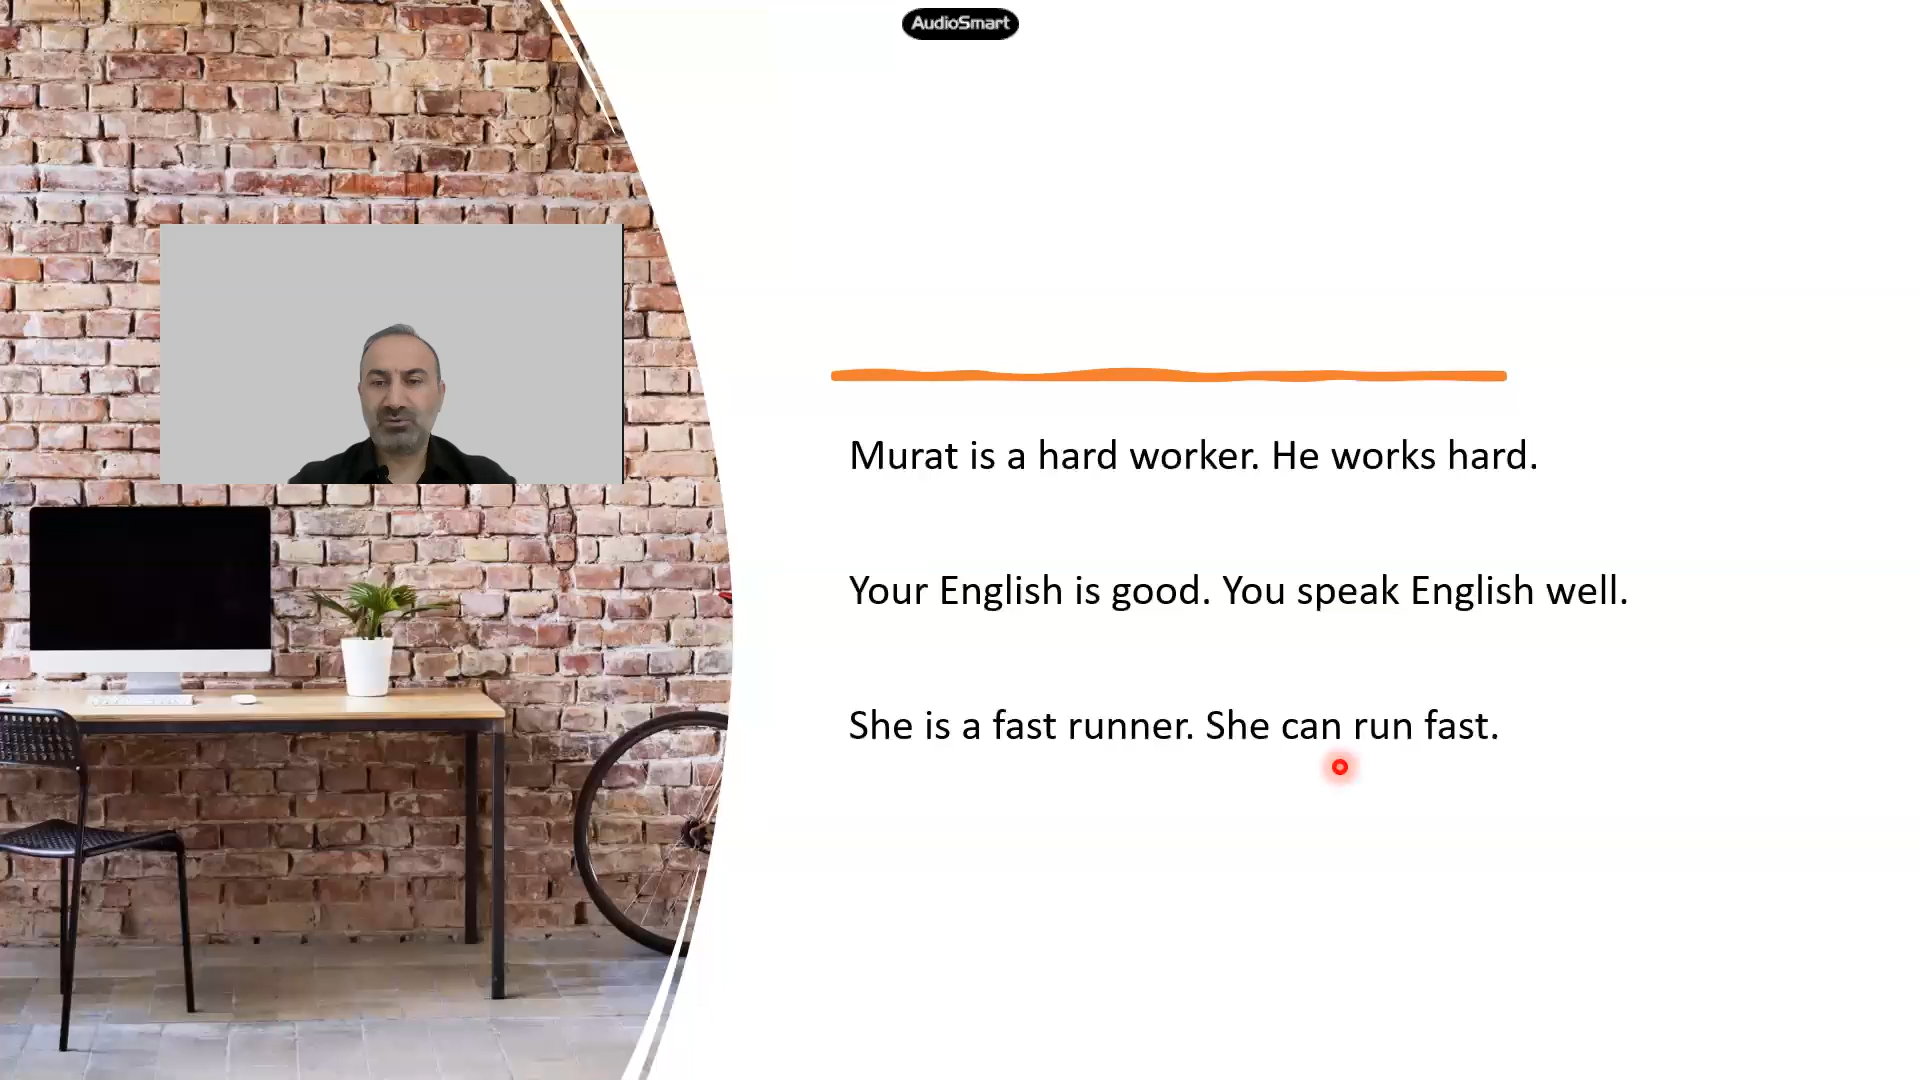 AudioSmart
Murat is a hard worker. He works hard.
Your English is good. You speak English well.
She is a fast runner. She can run fast.